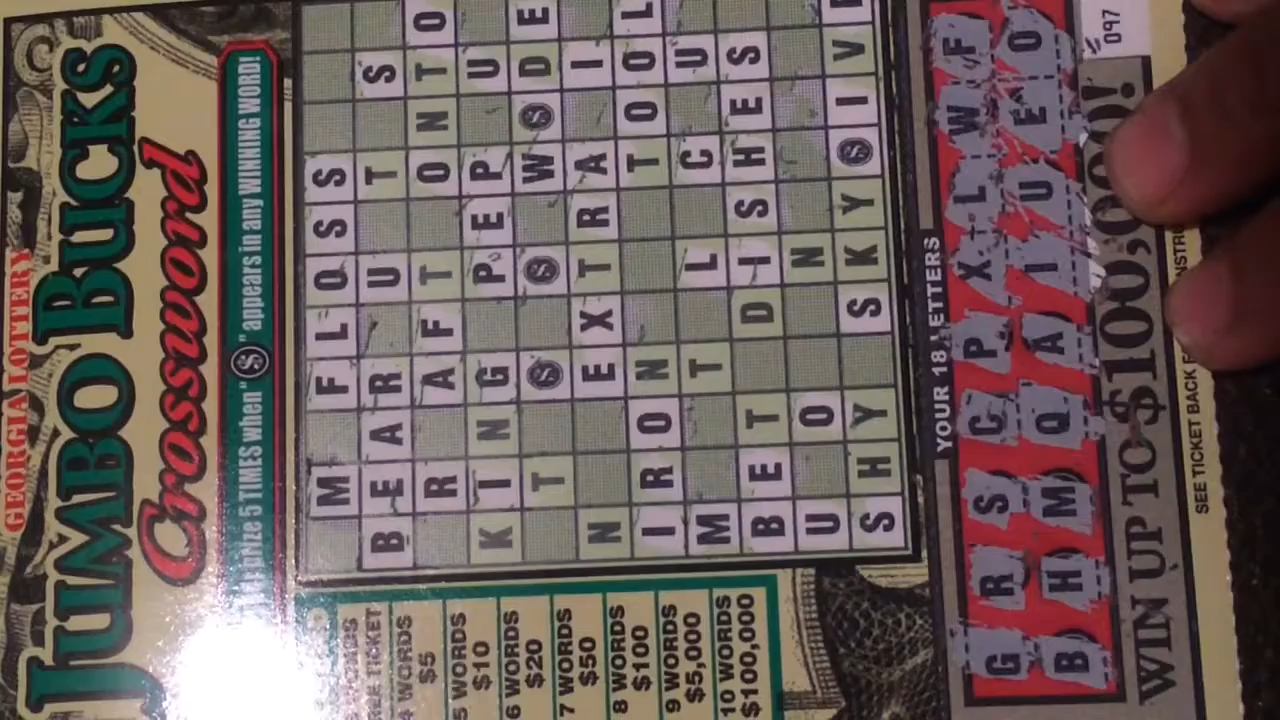 GEORGIA LOTTERY
JUMBO BUCKS
Crossword
prize 5 TIMES when "$" appears in any WINNING WORD!
M F L O S S
B E A R U T S
R A F T O N T O
K I N G P E P U
T $ $ W $ D E
N E X T R A I
I R O N T O O L
M T L C U
B E T D I S H E S
U O N
S H Y S K Y $ I V
TICKET
4 WORDS
$5
5 WORDS
$10
6 WORDS
$20
7 WORDS
$50
8 WORDS
$100
9 WORDS
$5,000
10 WORDS
$100,000
YOUR 18 LETTERS
G R S C P X L W F
B H M Q A I U E O
097
WIN UP TO $100,000!
SEE TICKET BACK